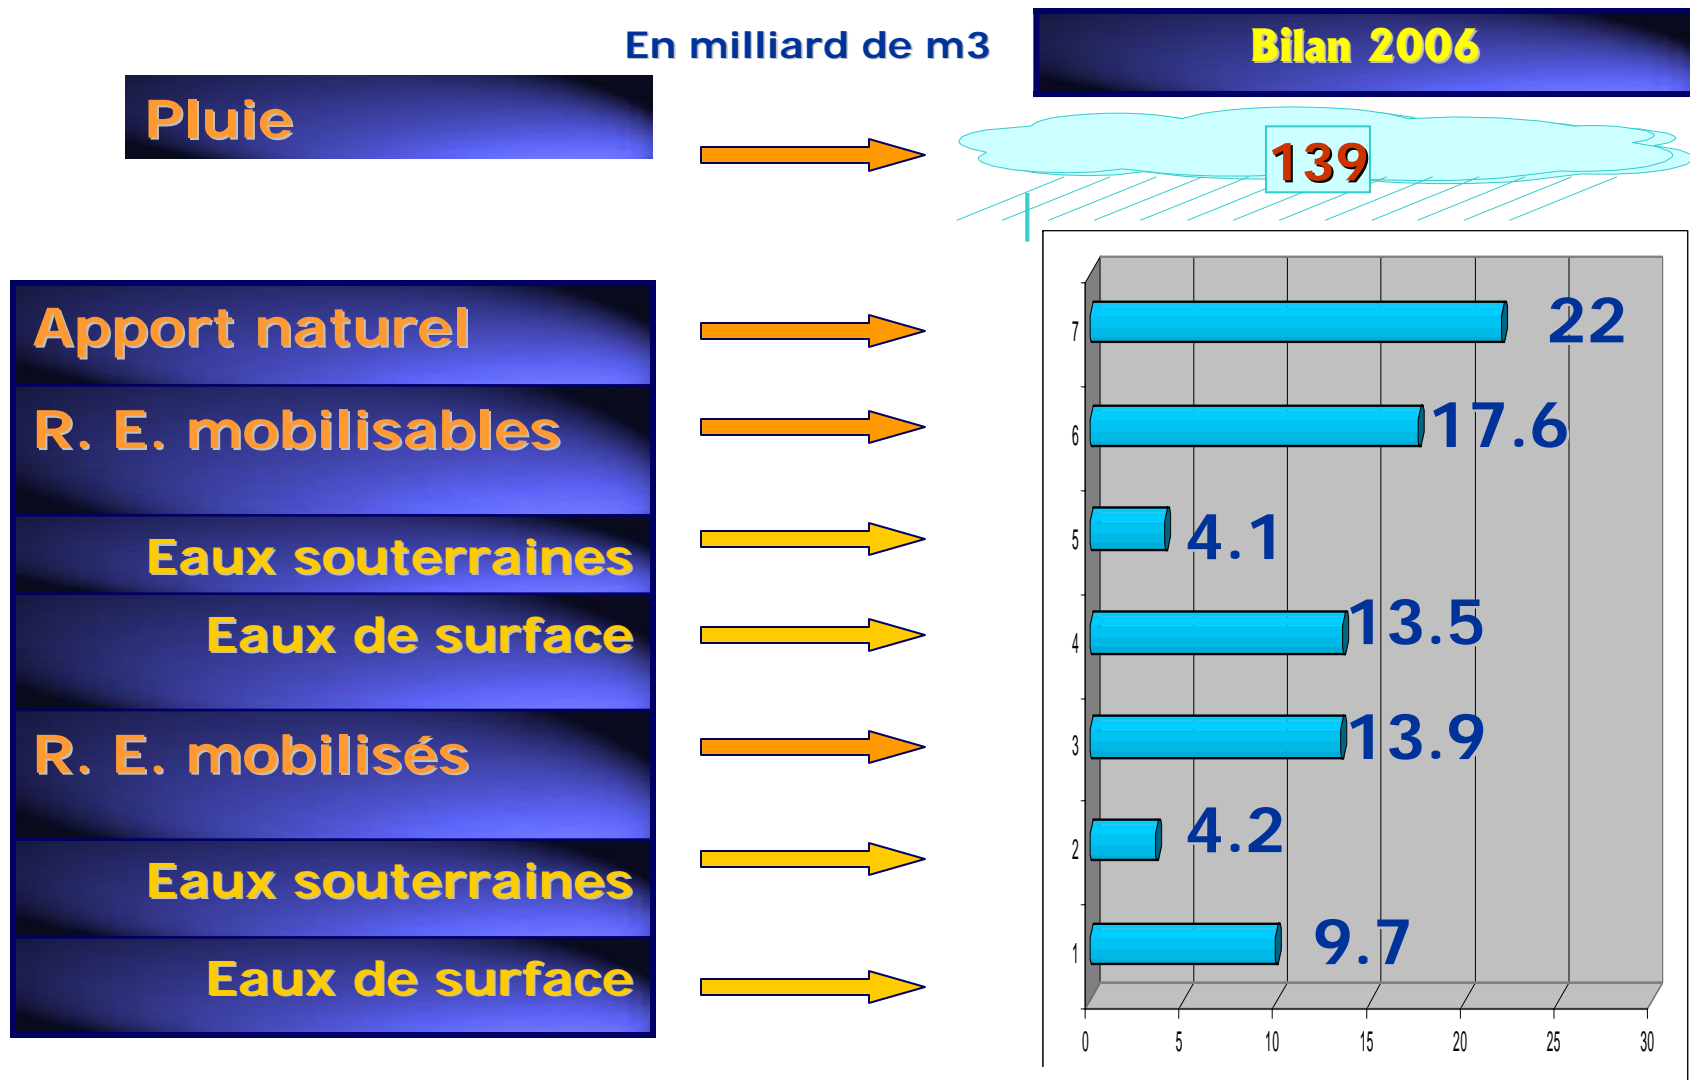 En milliard de m3
Bilan 2006
Pluie
139
Apport naturel
7
22
R. E. mobilisables
6
17.6
Eaux souterraines
5
4.1
Eaux de surface
4
13.5
R. E. mobilisés
3
13.9
Eaux souterraines
2
4.2
Eaux de surface
1
9.7
0 5 10 15 20 25 30